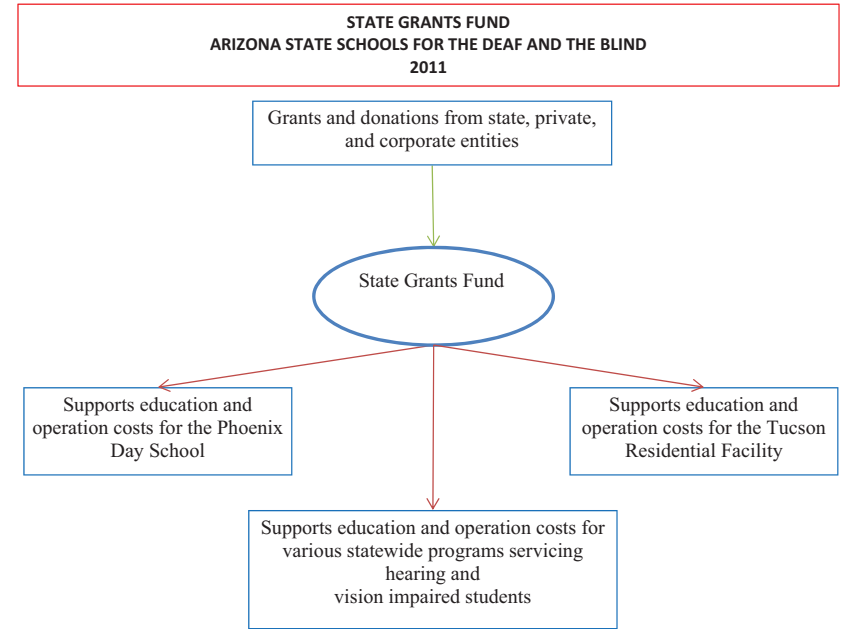 STATE GRANTS FUND
ARIZONA STATE SCHOOLS FOR THE DEAF AND THE BLIND
2011
Grants and donations from state, private,
and corporate entities
State Grants Fund
Supports education and
operation costs for the Phoenix
Day School
Supports education and
operation costs for the Tucson
Residential Facility
Supports education and operation costs for
various statewide programs servicing
hearing and
vision impaired students